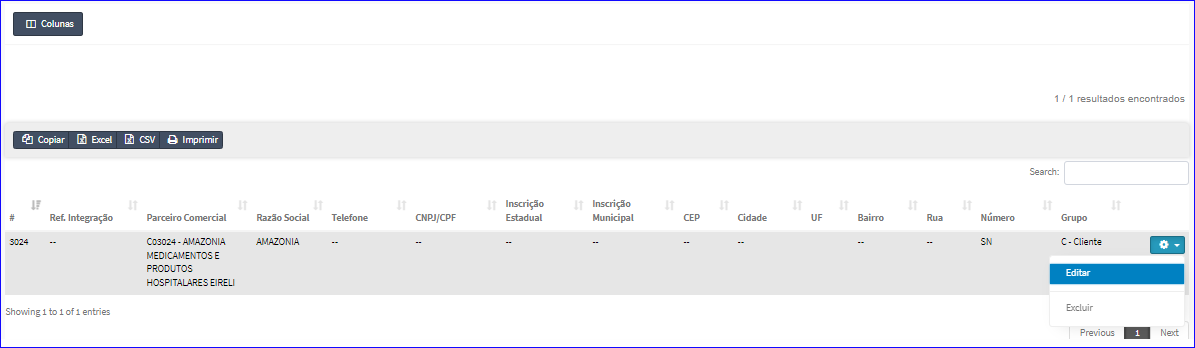 Colunas
1 / 1 resultados encontrados
Copiar Excel CSV Imprimir
Search:
# Ref. Integração Parceiro Comercial Razão Social Telefone CNPJ/CPF Inscrição Estadual Inscrição Municipal CEP Cidade UF Bairro Rua Número Grupo
3024 -- C03024 - AMAZONIA AMAZONIA -- -- -- -- -- -- -- -- SN C - Cliente
MEDICAMENTOS E
PRODUTOS
HOSPITALARES EIRELI
Editar
Excluir
Showing 1 to 1 of 1 entries
Previous 1 Next